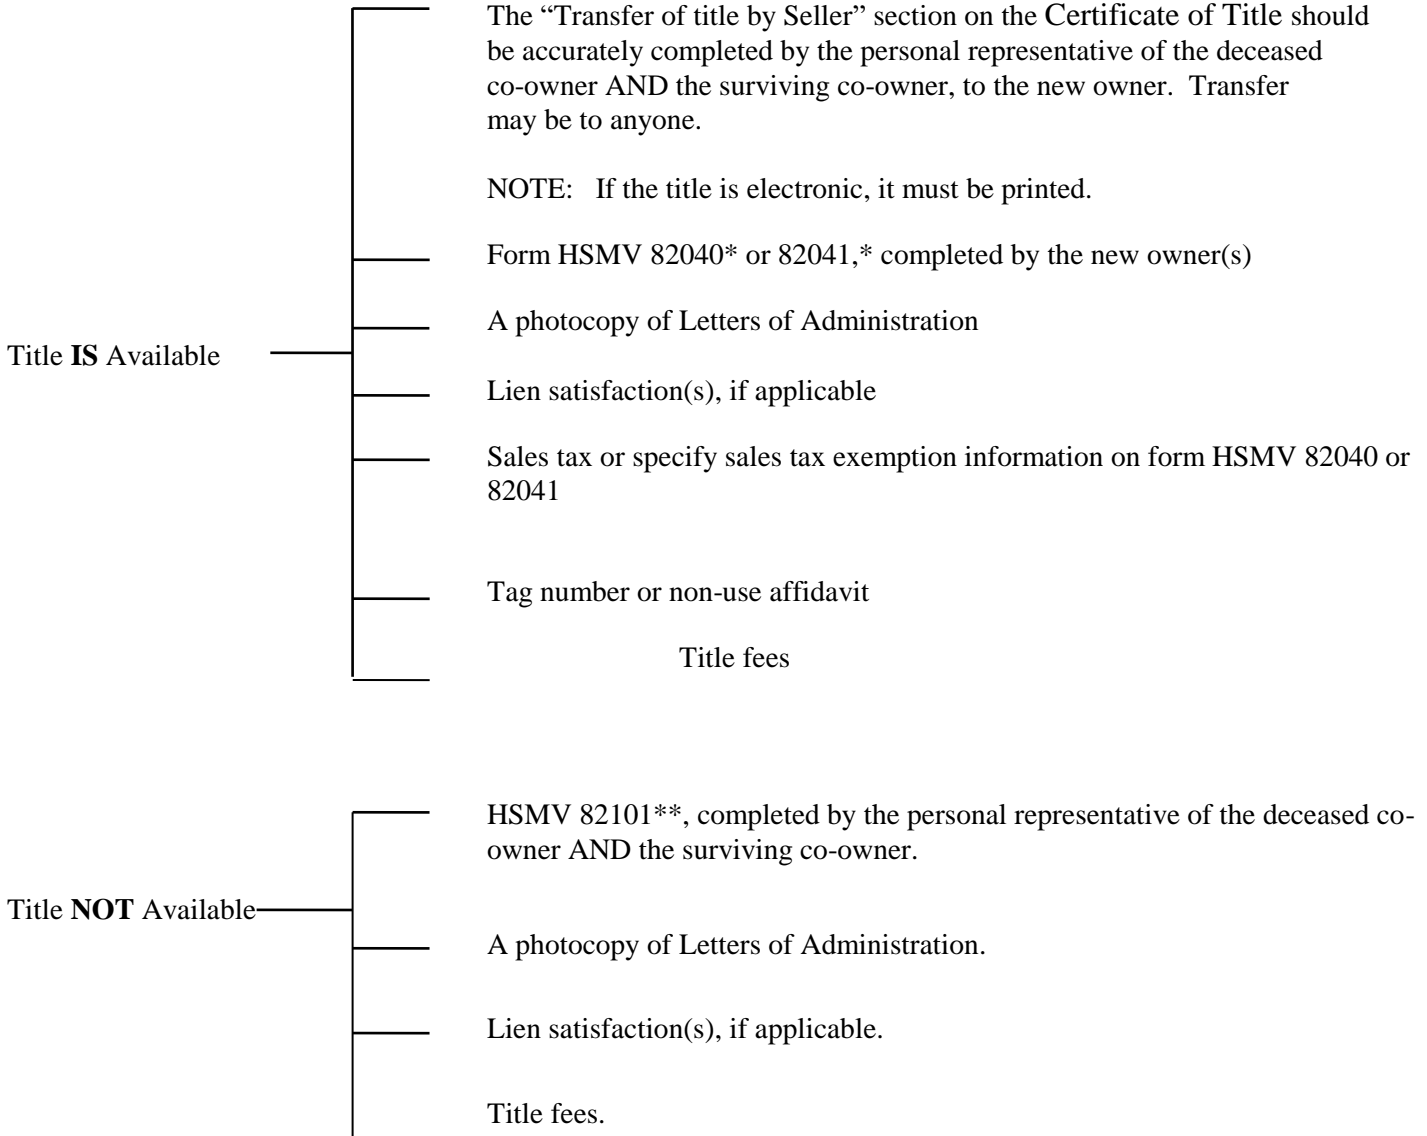 The “Transfer of title by Seller” section on the Certificate of Title should
be accurately completed by the personal representative of the deceased
co-owner AND the surviving co-owner, to the new owner. Transfer
may be to anyone.
NOTE: If the title is electronic, it must be printed.
Form HSMV 82040* or 82041,* completed by the new owner(s)
A photocopy of Letters of Administration
Title IS Available
Lien satisfaction(s), if applicable
Sales tax or specify sales tax exemption information on form HSMV 82040 or
82041
Tag number or non-use affidavit
Title fees
HSMV 82101**, completed by the personal representative of the deceased co-
owner AND the surviving co-owner.
Title NOT Available
A photocopy of Letters of Administration.
Lien satisfaction(s), if applicable.
Title fees.